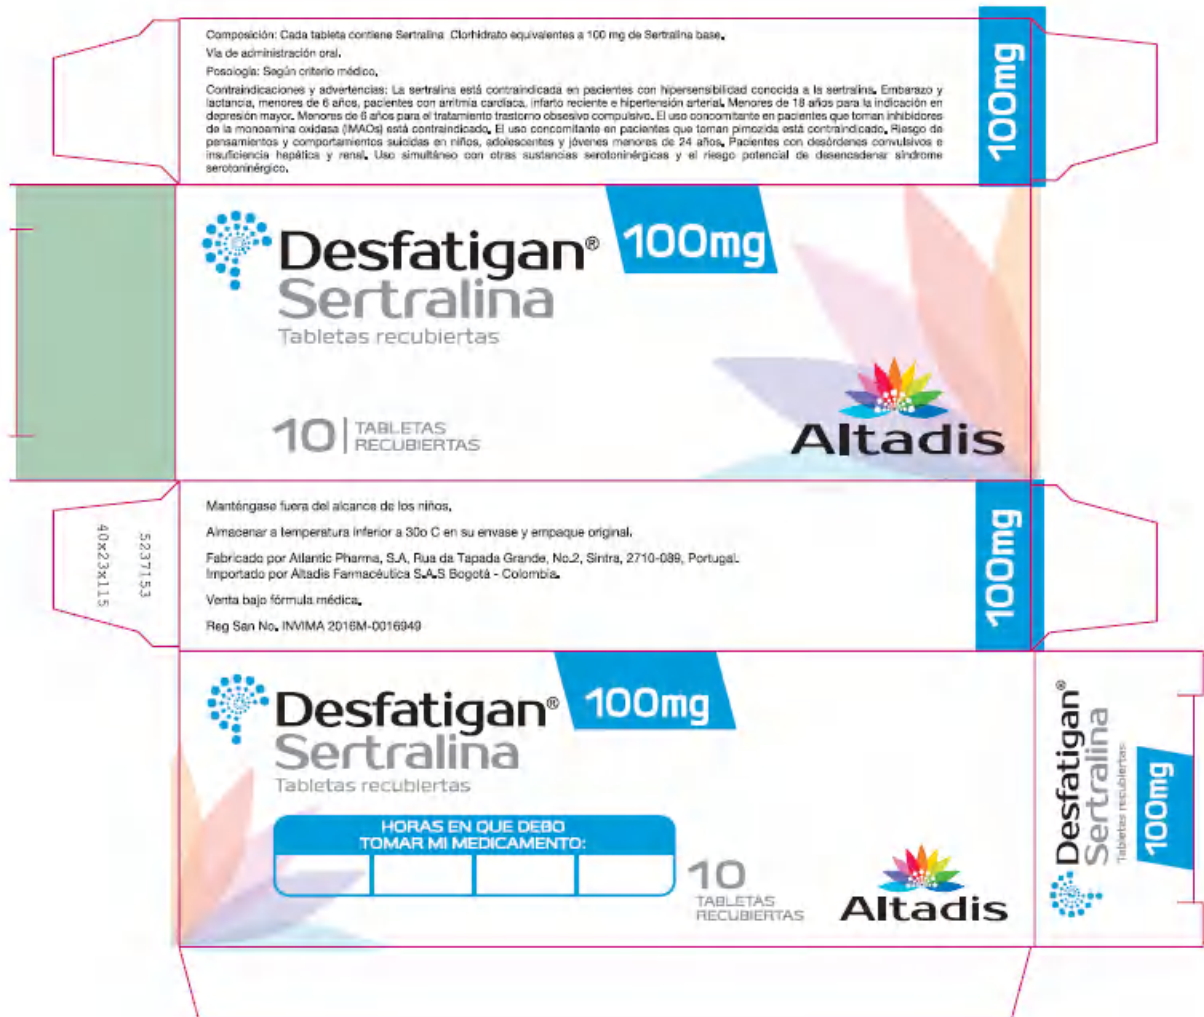 Composición: Cada tableta contiene Sertralina Clorhidrato equivalentes a 100 mg de Sertralina base.
Vía de administración oral.
Posología: Según criterio médico.
Contraindicaciones y advertencias: La sertralina está contraindicada en pacientes con hipersensibilidad conocida a la sertralina. Embarazo y
lactancia, menores de 6 años, pacientes con arritmia cardíaca, infarto reciente e hipertensión arterial. Menores de 18 años para la indicación en
depresión mayor. Menores de 6 años para el tratamiento trastorno obsesivo compulsivo. El uso concomitante en pacientes que toman inhibidores
de la monoamina oxidasa (IMAOs) está contraindicado. El uso concomitante en pacientes que toman pimozida está contraindicado. Riesgo de
pensamientos y comportamientos suicidas en niños, adolescentes y jóvenes menores de 24 años. Pacientes con desórdenes convulsivos e
insuficiencia hepática y renal. Uso simultáneo con otras sustancias serotoninérgicas y el riesgo potencial de desencadenar síndrome
serotoninérgico.
100mg
Desfatigan®
100mg
Sertralina
Tabletas recubiertas
10 TABLETAS
RECUBIERTAS
Altadis
Manténgase fuera del alcance de los niños.
Almacenar a temperatura inferior a 30o C en su envase y empaque original.
Fabricado por Atlantic Pharma, S.A, Rua da Tapada Grande, No.2, Sintra, 2710-089, Portugal.
Importado por Altadis Farmacéutica S.A.S Bogotá - Colombia.
Venta bajo fórmula médica.
Reg San No. INVIMA 2016M-0016949
100mg
5237153
40x23x115
Desfatigan®
100mg
Sertralina
Tabletas recubiertas
HORAS EN QUE DEBO
TOMAR MI MEDICAMENTO:
10
TABLETAS
RECUBIERTAS
Altadis
Desfatigan®
Sertralina
Tabletas recubiertas
100mg